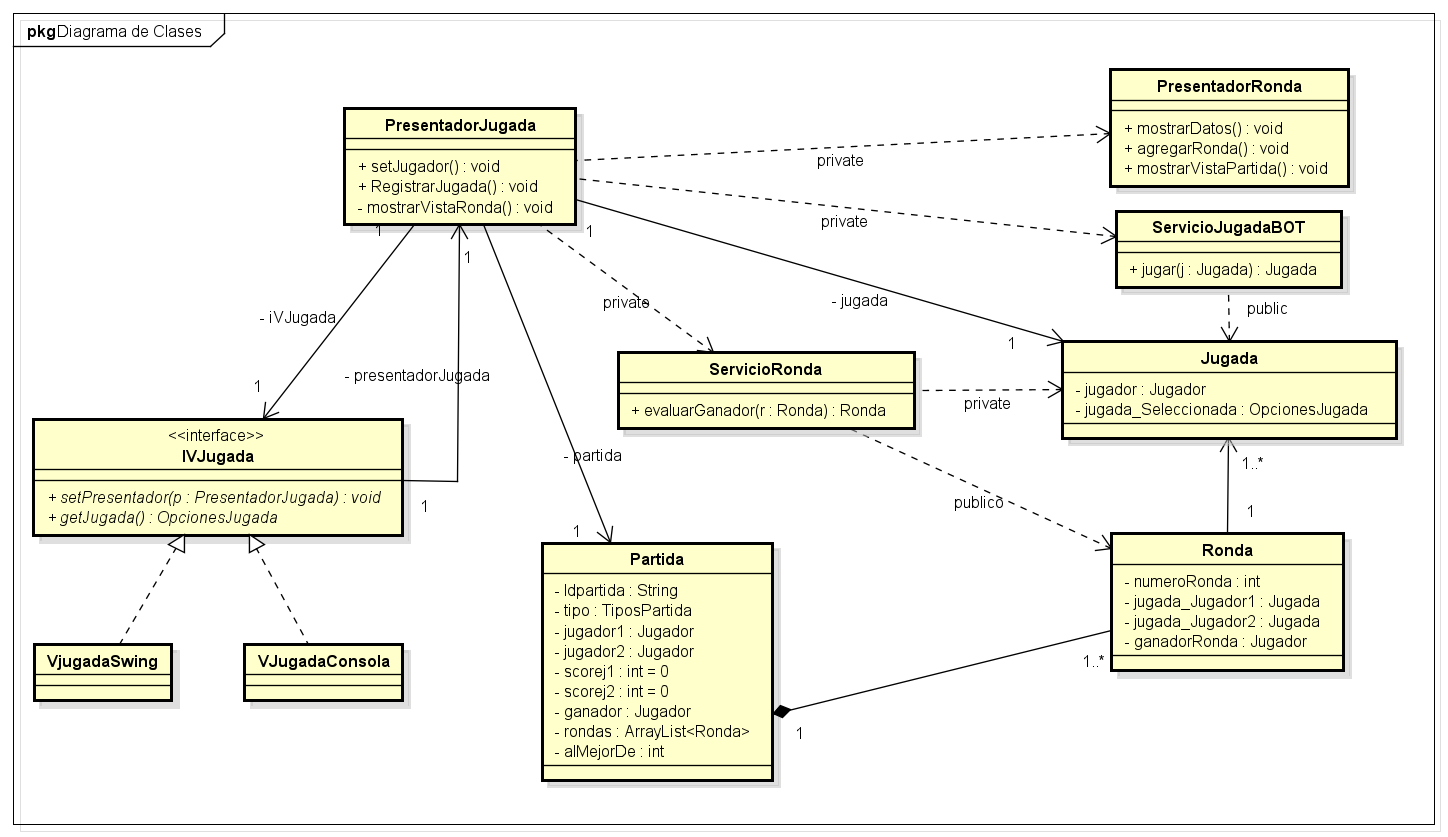 pkg Diagrama de Clases
PresentadorJugada
+ setJugador() : void
+ RegistrarJugada() : void
- mostrarVistaRonda() : void
PresentadorRonda
+ mostrarDatos() : void
+ agregarRonda() : void
+ mostrarVistaPartida() : void
private
private
ServicioJugadaBOT
+ jugar(j : Jugada) : Jugada
public
1
1
1
- iVJugada
1
- presentadorJugada
private
- jugada
1
Jugada
- jugador : Jugador
- jugada_Seleccionada : OpcionesJugada
ServicioRonda
+ evaluarGanador(r : Ronda) : Ronda
private
<<interface>>
IVJugada
+ setPresentador(p : PresentadorJugada) : void
+ getJugada() : OpcionesJugada
1
- partida
1
publico
1..*
1
VjugadaSwing
VJugadaConsola
Partida
- Idpartida : String
- tipo : TiposPartida
- jugador1 : Jugador
- jugador2 : Jugador
- scorej1 : int = 0
- scorej2 : int = 0
- ganador : Jugador
- rondas : ArrayList<Ronda>
- alMejorDe : int
Ronda
- numeroRonda : int
- jugada_Jugador1 : Jugada
- jugada_Jugador2 : Jugada
- ganadorRonda : Jugador
1..*
1